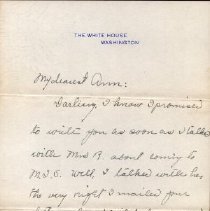 THE WHITE HOUSE
WASHINGTON
My dearest Ann:
Darling, I know I promised
to write you as soon as I talked
with Mrs R. about coming to
Well, I talked with her
the very night I mailed your